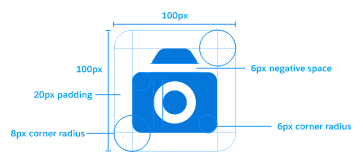 100px
100px
6px negative space
20px padding
6px corner radius
8px corner radius